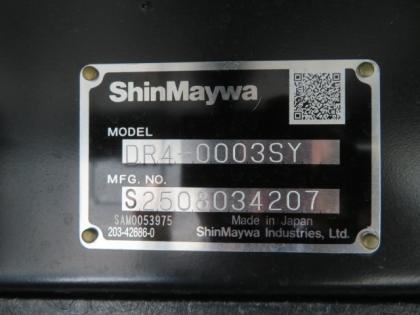 ShinMaywa
MODEL
DR4-0003SY
MFG. NO.
S2508034207
SAM0053975 Made in Japan
203-42686-0 ShinMaywa Industries, Ltd.